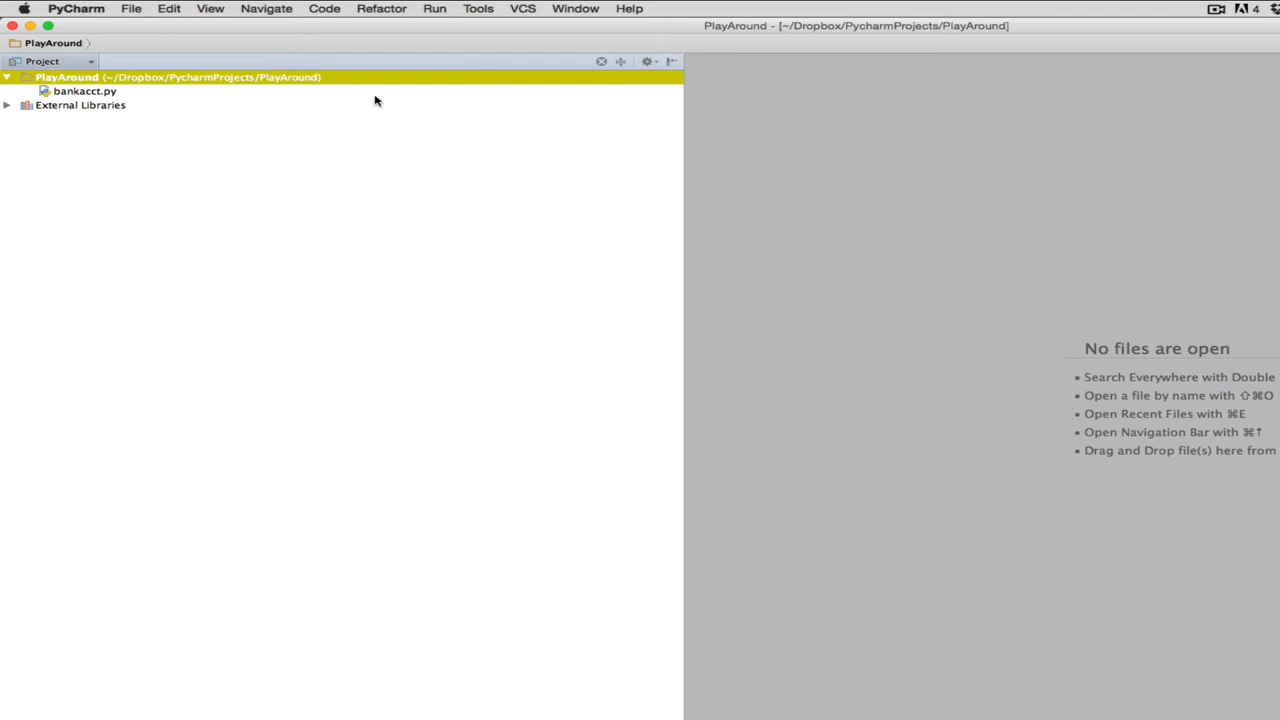 PyCharm File Edit View Navigate Code Refactor Run Tools VCS Window Help 4
PlayAround - [~/Dropbox/PycharmProjects/PlayAround]
PlayAround
Project
PlayAround (~/Dropbox/PycharmProjects/PlayAround)
bankacct.py
External Libraries
No files are open
• Search Everywhere with Double
• Open a file by name with ⇧⌘O
• Open Recent Files with ⌘E
• Open Navigation Bar with ⌘↑
• Drag and Drop file(s) here from